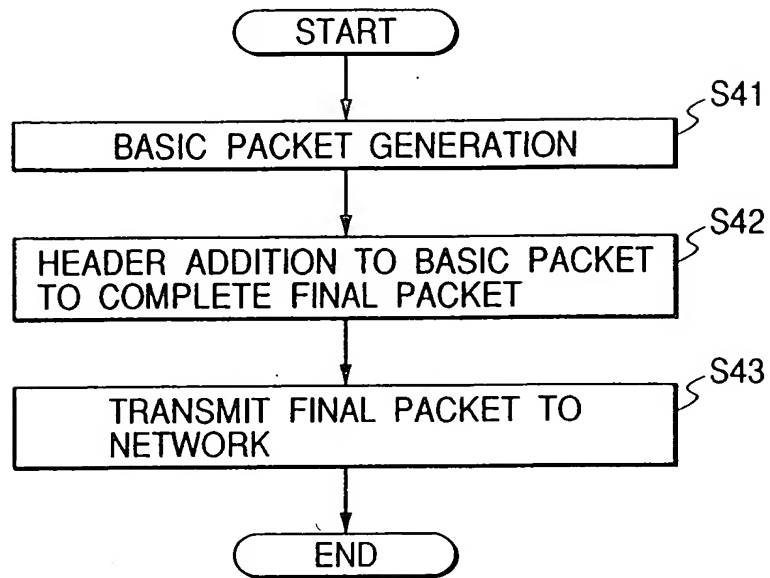 START
S41
BASIC PACKET GENERATION
S42
HEADER ADDITION TO BASIC PACKET
TO COMPLETE FINAL PACKET
S43
TRANSMIT FINAL PACKET TO
NETWORK
END